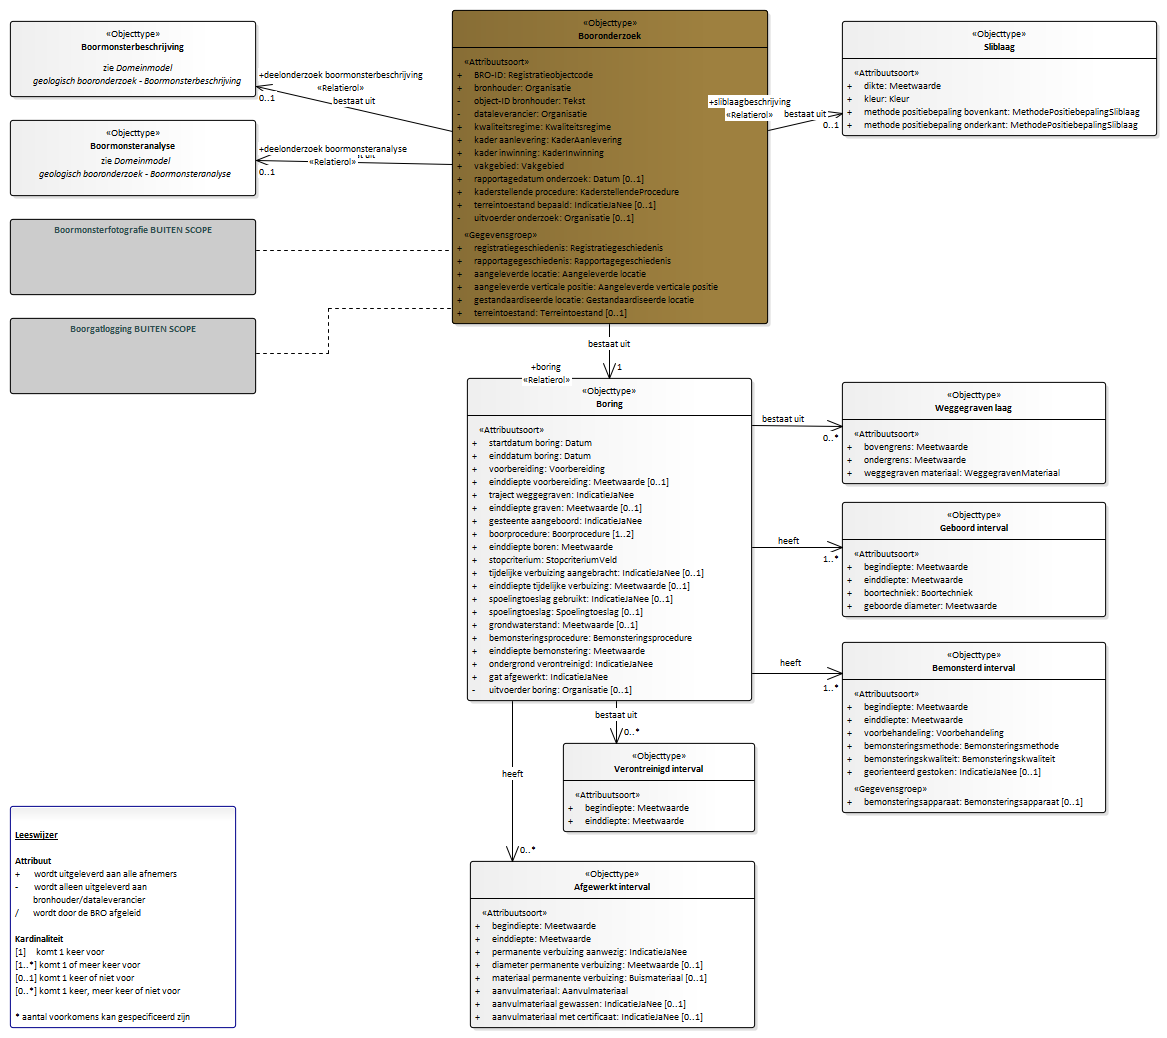 «Objecttype»
Boormonsterbeschrijving
zie Domeinmodel
geologisch booronderzoek - Boormonsterbeschrijving
«Objecttype»
Boormonsteranalyse
zie Domeinmodel
geologisch booronderzoek - Boormonsteranalyse
Boormonsterfotografie BUITEN SCOPE
Boorgatlogging BUITEN SCOPE
+deelonderzoek boormonsterbeschrijving
«Relatierol»
bestaat uit
0..1
+deelonderzoek boormonsteranalyse
«Relatierol»
0..1
«Objecttype»
Booronderzoek
«Attribuutsoort»
+ BRO-ID: Registratieobjectcode
+ bronhouder: Organisatie
- object-ID bronhouder: Tekst
- dataleverancier: Organisatie
+ kwaliteitsregime: Kwaliteitsregime
+ kader aanlevering: KaderAanlevering
+ kader inwinning: KaderInwinning
+ vakgebied: Vakgebied
+ rapportagedatum onderzoek: Datum [0..1]
+ kaderstellende procedure: KaderstellendeProcedure
+ terreintoestand bepaald: IndicatieJaNee [0..1]
- uitvoerder onderzoek: Organisatie [0..1]
«Gegevensgroep»
+ registratiegeschiedenis: Registratiegeschiedenis
+ rapportagegeschiedenis: Rapportagegeschiedenis
+ aangeleverde locatie: Aangeleverde locatie
+ aangeleverde verticale positie: Aangeleverde verticale positie
+ gestandaardiseerde locatie: Gestandaardiseerde locatie
+ terreintoestand: Terreintoestand [0..1]
+sliblaagbeschrijving
«Relatierol»
bestaat uit
0..1
«Objecttype»
Sliblaag
«Attribuutsoort»
+ dikte: Meetwaarde
+ kleur: Kleur
+ methode positiebepaling bovenkant: MethodePositiebepalingSliblaag
+ methode positiebepaling onderkant: MethodePositiebepalingSliblaag
bestaat uit
+boring
1
«Relatierol»
«Objecttype»
Boring
«Attribuutsoort»
+ startdatum boring: Datum
+ einddatum boring: Datum
+ voorbereiding: Voorbereiding
+ einddiepte voorbereiding: Meetwaarde [0..1]
+ traject weggegraven: IndicatieJaNee
+ einddiepte graven: Meetwaarde [0..1]
+ gesteente aangeboord: IndicatieJaNee
+ boorprocedure: Boorprocedure [1..2]
+ einddiepte boren: Meetwaarde
+ stopcriterium: StopcriteriumVeld
+ tijdelijke verbuizing aangebracht: IndicatieJaNee [0..1]
+ einddiepte tijdelijke verbuizing: Meetwaarde [0..1]
+ spoelingtoeslag gebruikt: IndicatieJaNee [0..1]
+ spoelingtoeslag: Spoelingtoeslag [0..1]
+ grondwaterstand: Meetwaarde [0..1]
+ bemonsteringsprocedure: Bemonsteringsprocedure
+ einddiepte bemonstering: Meetwaarde
+ ondergrond verontreinigd: IndicatieJaNee
+ gat afgewerkt: IndicatieJaNee
- uitvoerder boring: Organisatie [0..1]
bestaat uit
0..*
«Objecttype»
Weggegraven laag
«Attribuutsoort»
+ bovengrens: Meetwaarde
+ ondergrens: Meetwaarde
+ weggegraven materiaal: WeggegravenMateriaal
heeft
1..*
«Objecttype»
Geboord interval
«Attribuutsoort»
+ begindiepte: Meetwaarde
+ einddiepte: Meetwaarde
+ boortechniek: Boortechniek
+ geboorde diameter: Meetwaarde
heeft
1..*
«Objecttype»
Bemonsterd interval
«Attribuutsoort»
+ begindiepte: Meetwaarde
+ einddiepte: Meetwaarde
+ voorbehandeling: Voorbehandeling
+ bemonsteringsmethode: Bemonsteringsmethode
+ bemonsteringskwaliteit: Bemonsteringskwaliteit
+ georienteerd gestoken: IndicatieJaNee [0..1]
«Gegevensgroep»
+ bemonsteringsapparaat: Bemonsteringsapparaat [0..1]
bestaat uit
0..*
«Objecttype»
Verontreinigd interval
«Attribuutsoort»
+ begindiepte: Meetwaarde
+ einddiepte: Meetwaarde
heeft
0..*
«Objecttype»
Afgewerkt interval
«Attribuutsoort»
+ begindiepte: Meetwaarde
+ einddiepte: Meetwaarde
+ permanente verbuizing aanwezig: IndicatieJaNee
+ diameter permanente verbuizing: Meetwaarde [0..1]
+ materiaal permanente verbuizing: Buismateriaal [0..1]
+ aanvulmateriaal: Aanvulmateriaal
+ aanvulmateriaal gewassen: IndicatieJaNee [0..1]
+ aanvulmateriaal met certificaat: IndicatieJaNee [0..1]
Leeswijzer
Attribuut
+ wordt uitgeleverd aan alle afnemers
- wordt alleen uitgeleverd aan
bronhouder/dataleverancier
/ wordt door de BRO afgeleid
Kardinaliteit
[1] komt 1 keer voor
[1..*] komt 1 of meer keer voor
[0..1] komt 1 keer of niet voor
[0..*] komt 1 keer, meer keer of niet voor
* aantal voorkomens kan gespecificeerd zijn